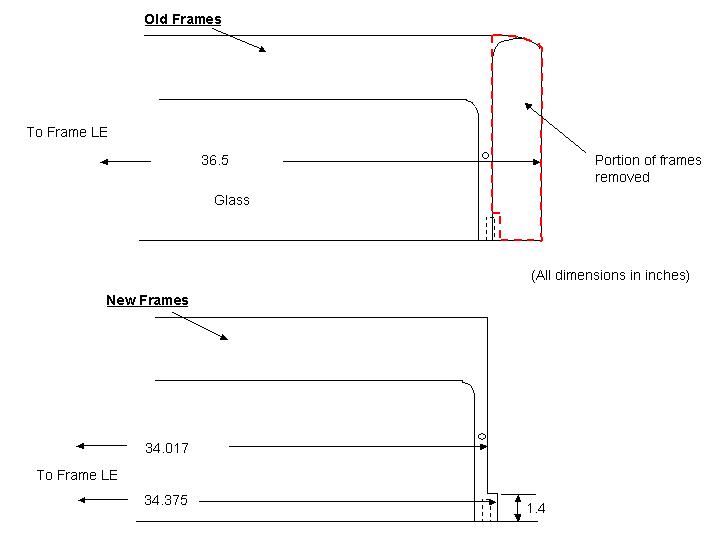 Old Frames
To Frame LE
36.5
Portion of frames
removed
Glass
(All dimensions in inches)
New Frames
34.017
To Frame LE
34.375
1.4